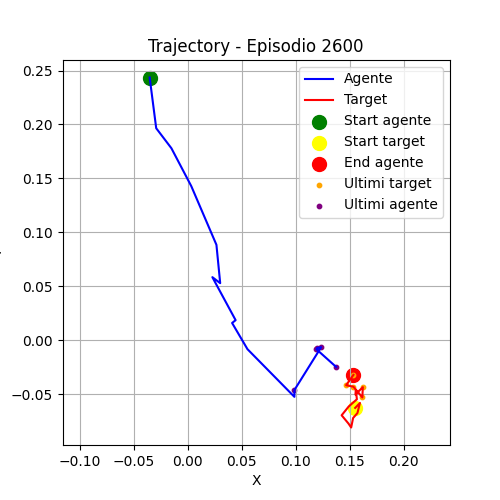 Trajectory - Episodio 2600
0.25
0.20
0.15
0.10
0.05
0.00
−0.05
−0.10
−0.05
0.00
0.05
0.10
0.15
0.20
X
Agente
Target
Start agente
Start target
End agente
Ultimi target
Ultimi agente